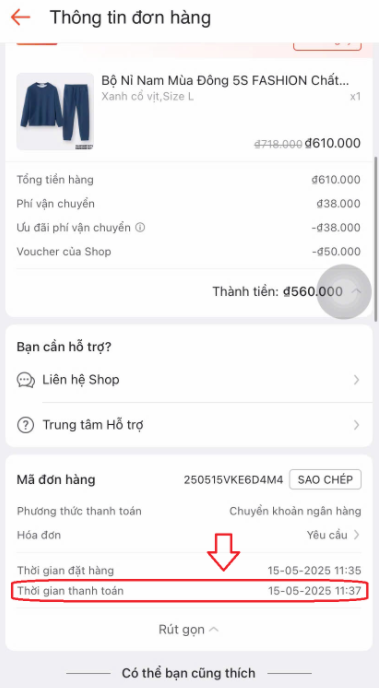 Thông tin đơn hàng
Bộ Nỉ Nam Mùa Đông 5S FASHION Chất...
Xanh cổ vịt,Size L x1
₫718.000 ₫610.000
Tổng tiền hàng ₫610.000
Phí vận chuyển ₫38.000
Ưu đãi phí vận chuyển -₫38.000
Voucher của Shop -₫50.000
Thành tiền: ₫560.000
Bạn cần hỗ trợ?
Liên hệ Shop
Trung tâm Hỗ trợ
Mã đơn hàng 250515VKE6D4M4 SAO CHÉP
Phương thức thanh toán Chuyển khoản ngân hàng
Hóa đơn Yêu cầu
Thời gian đặt hàng 15-05-2025 11:35
Thời gian thanh toán 15-05-2025 11:37
Rút gọn
Có thể bạn cũng thích